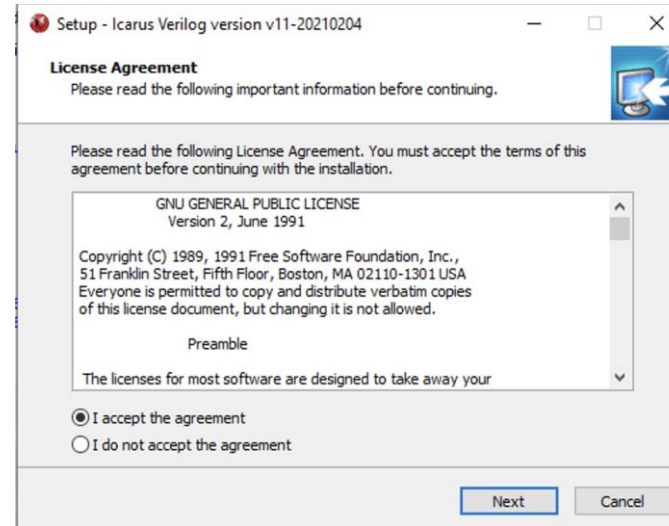 Setup - Icarus Verilog version v11-20210204
License Agreement
Please read the following important information before continuing.
Please read the following License Agreement. You must accept the terms of this
agreement before continuing with the installation.
GNU GENERAL PUBLIC LICENSE
Version 2, June 1991
Copyright (C) 1989, 1991 Free Software Foundation, Inc.,
51 Franklin Street, Fifth Floor, Boston, MA 02110-1301 USA
Everyone is permitted to copy and distribute verbatim copies
of this license document, but changing it is not allowed.
Preamble
The licenses for most software are designed to take away your
I accept the agreement
I do not accept the agreement
Next Cancel